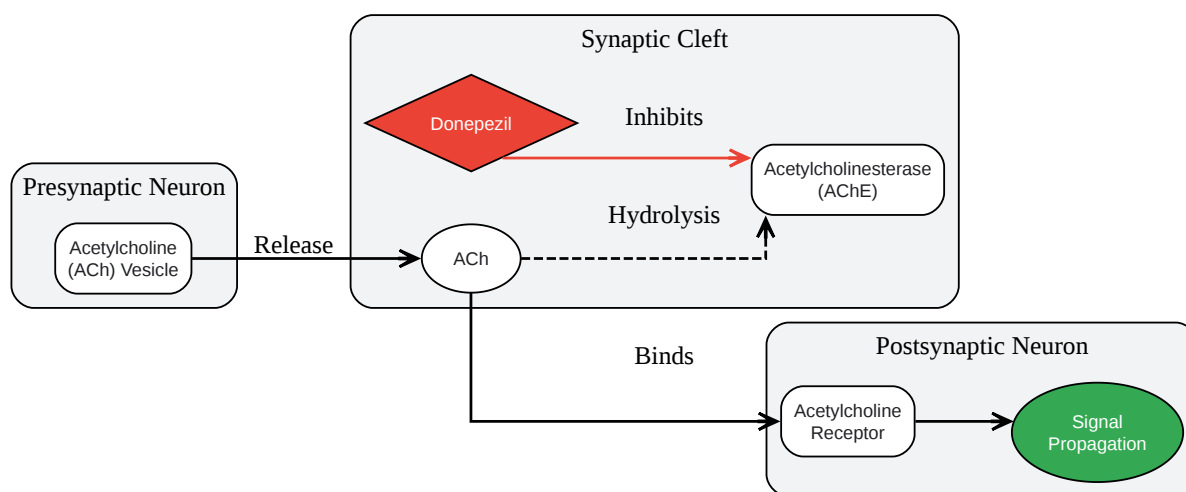 Synaptic Cleft
Donepezil
Inhibits
Acetylcholinesterase
(AChE)
Presynaptic Neuron
Acetylcholine
(ACh) Vesicle
Release
ACh
Hydrolysis
Binds
Postsynaptic Neuron
Acetylcholine
Receptor
Signal
Propagation